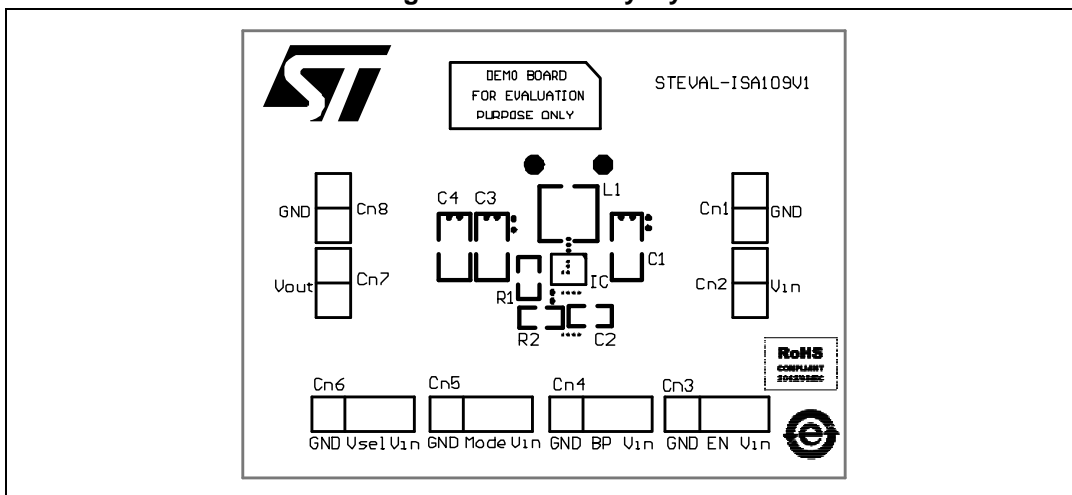 ST
DEMO BOARD
FOR EVALUATION
PURPOSE ONLY
STEVAL-ISA109V1
C4 C3
L1
GND Cn8
Cn1 GND
Vout Cn7
C1
Cn2 Vin
R1
IC
R2
C2
RoHS
COMPLIANT
Cn6 Cn5 Cn4 Cn3
GND Vsel Vin GND Mode Vin GND BP Vin GND EN Vin
e